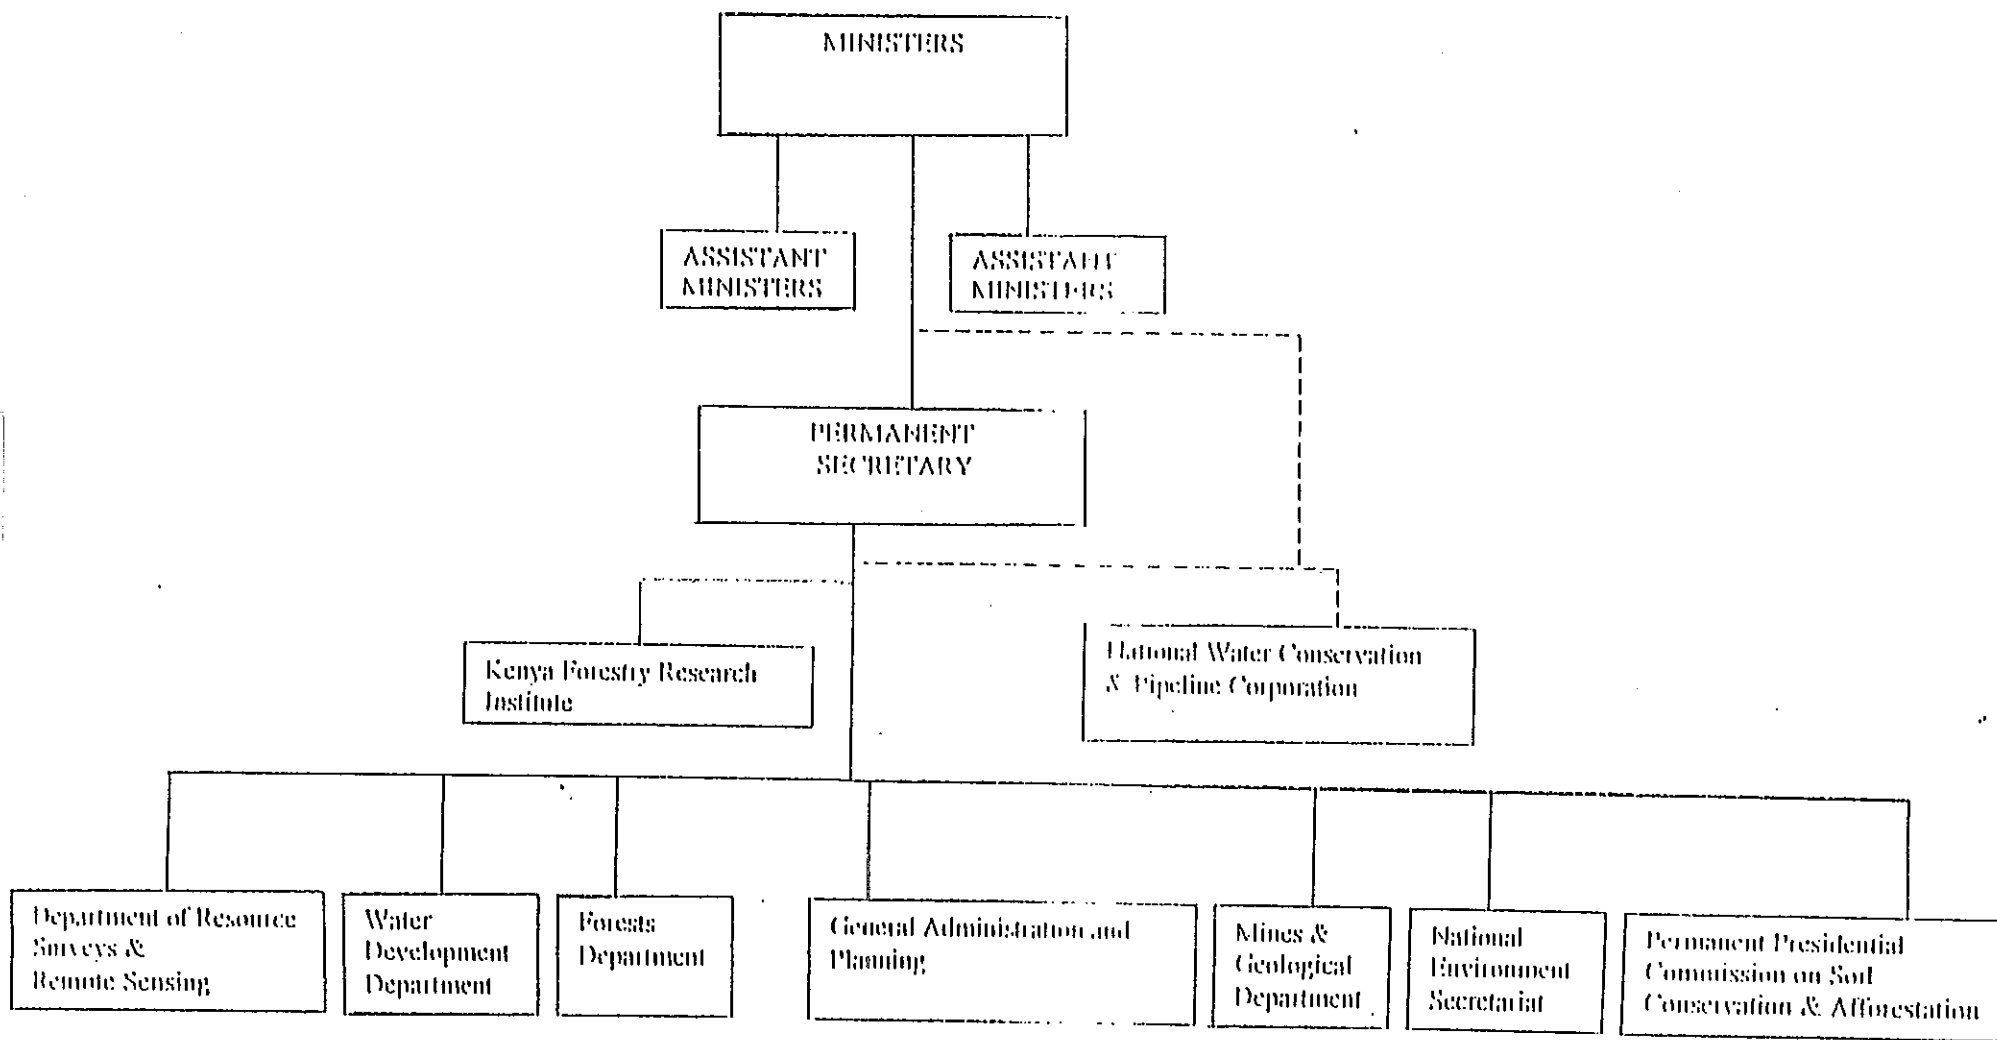 MINISTERS
ASSISTANT
MINISTERS
ASSISTANT
MINISTERS
PERMANENT
SECRETARY
Kenya Forestry Research
Institute
National Water Conservation
& Pipeline Corporation
Department of Resource
Surveys &
Remote Sensing
Water
Development
Department
Forests
Department
General Administration and
Planning
Mines &
Geological
Department
National
Environment
Secretariat
Permanent Presidential
Commission on Soil
Conservation & Afforestation